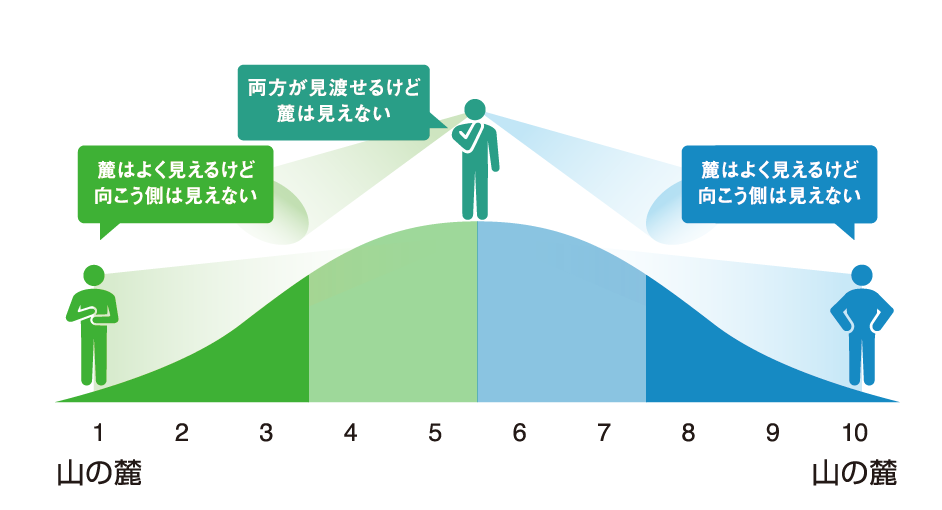 両方が見渡せるけど
麓は見えない
麓はよく見えるけど
向こう側は見えない
麓はよく見えるけど
向こう側は見えない
1 2 3 4 5 6 7 8 9 10
山の麓 山の麓